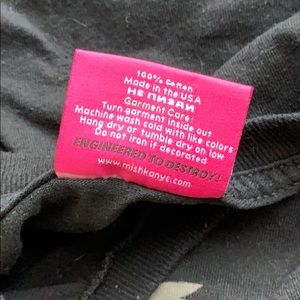 100% Cotton
Made in the USA
НЕ ПИЗЯИ
Garment Care:
Turn garment inside out
Machine wash cold with like colors
Hang dry or tumble dry on low
Do not iron if decorated
ENGINEERED TO DESTROY!
www.mishkanyc.com